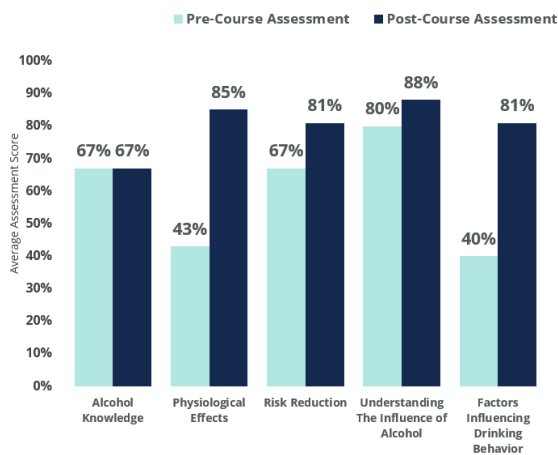 Pre-Course Assessment Post-Course Assessment
100%
90%
80%
70%
60%
50%
40%
30%
20%
10%
0%
Average Assessment Score
67% 67%
43% 85%
67% 81%
80% 88%
40% 81%
Alcohol
Knowledge
Physiological
Effects
Risk Reduction
Understanding
The Influence of
Alcohol
Factors
Influencing
Drinking
Behavior